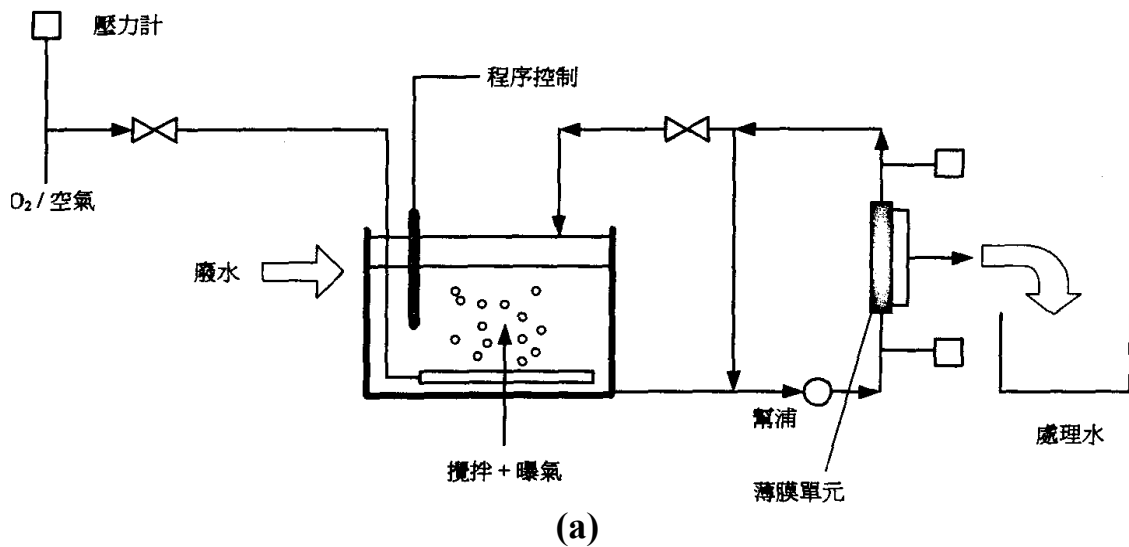 壓力計
程序控制
O₂ / 空氣
廢水
幫浦
處理水
攪拌 + 曝氣
薄膜單元
(a)